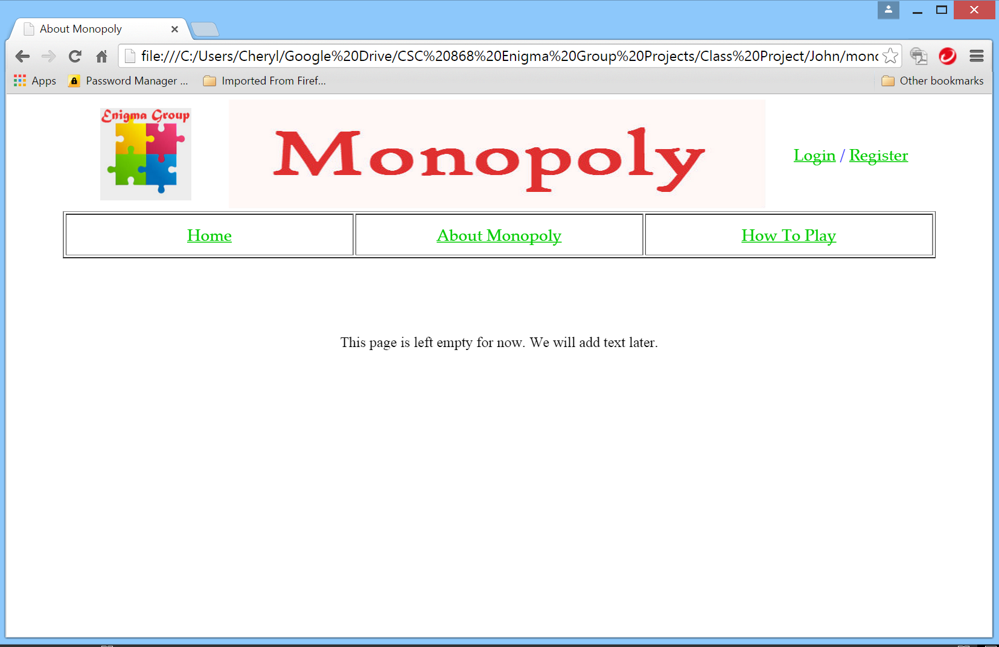 About Monopoly
file:///C:/Users/Cheryl/Google%20Drive/CSC%20868%20Enigma%20Group%20Projects/Class%20Project/John/mono
Apps Password Manager ... Imported From Firef... Other bookmarks
Enigma Group
Monopoly
Login / Register
Home About Monopoly How To Play
This page is left empty for now. We will add text later.